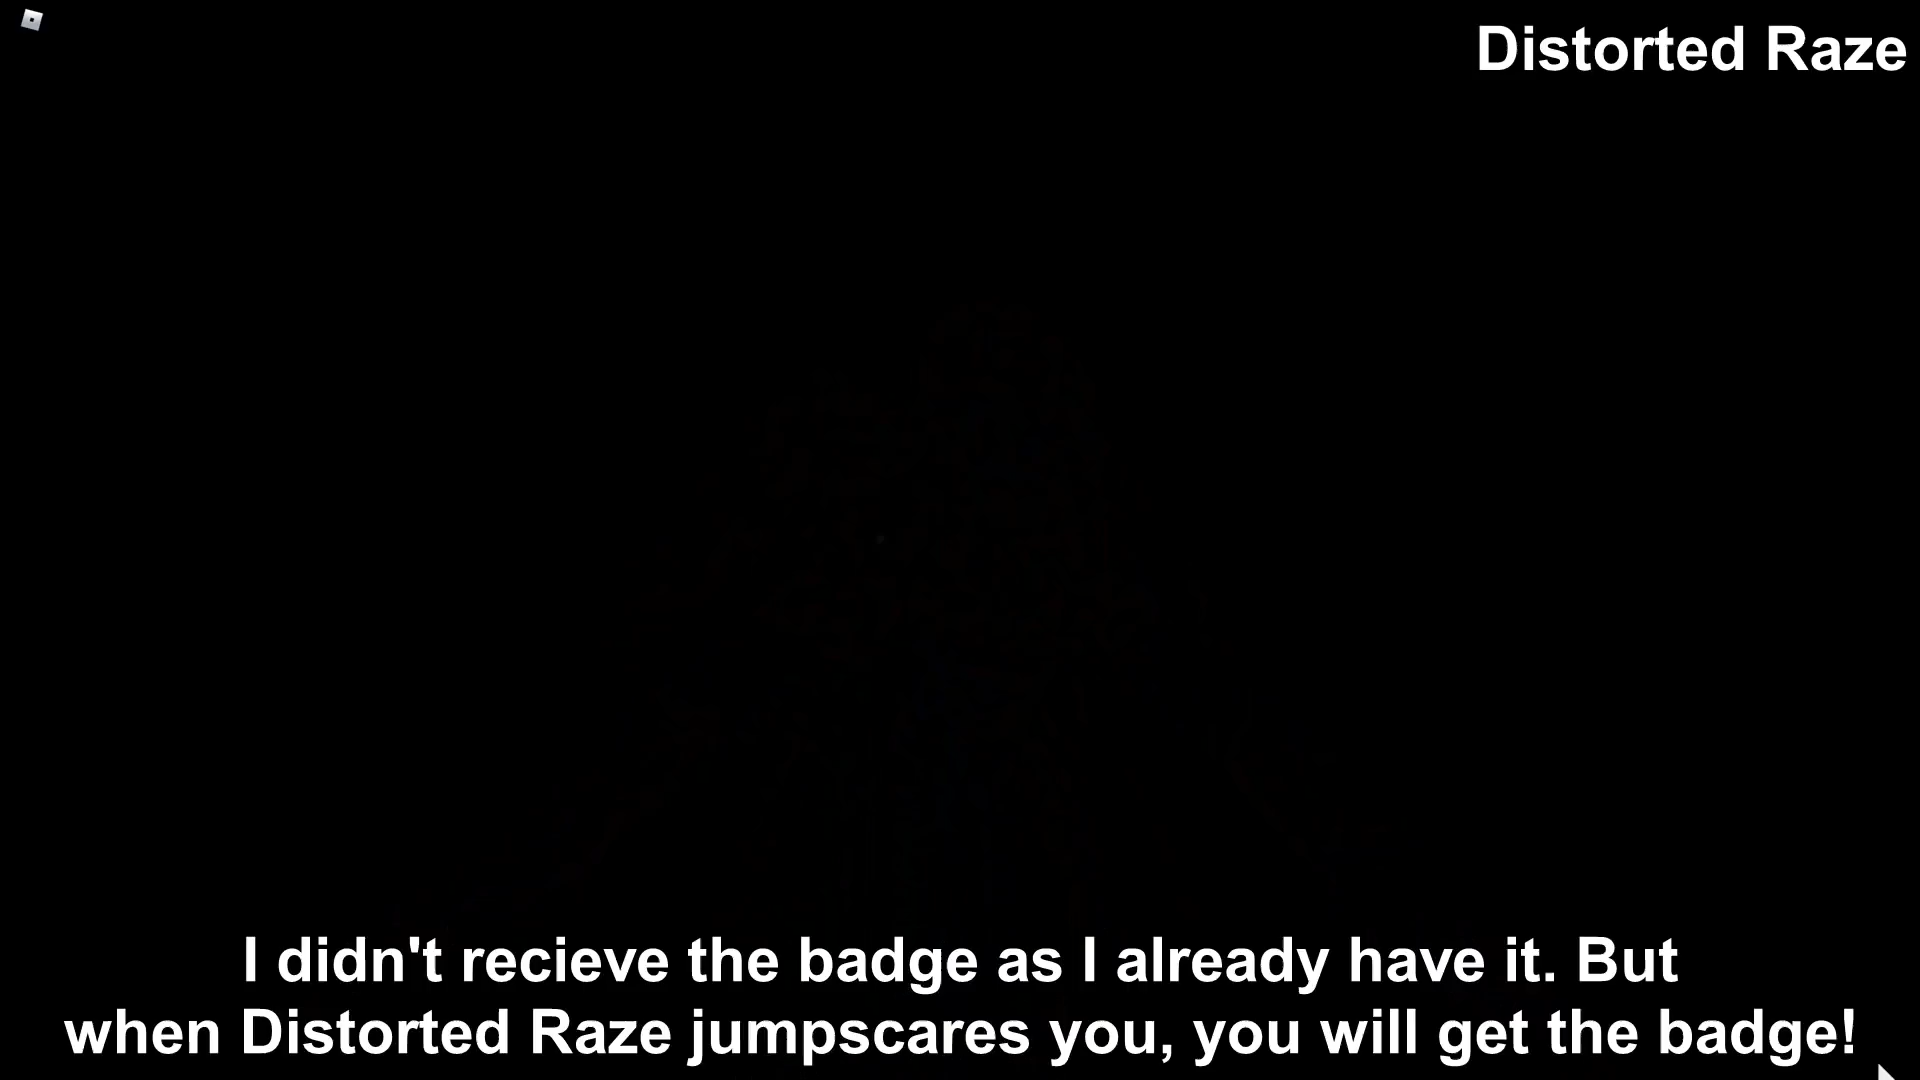 Distorted Raze
I didn't recieve the badge as I already have it. But
when Distorted Raze jumpscares you, you will get the badge!